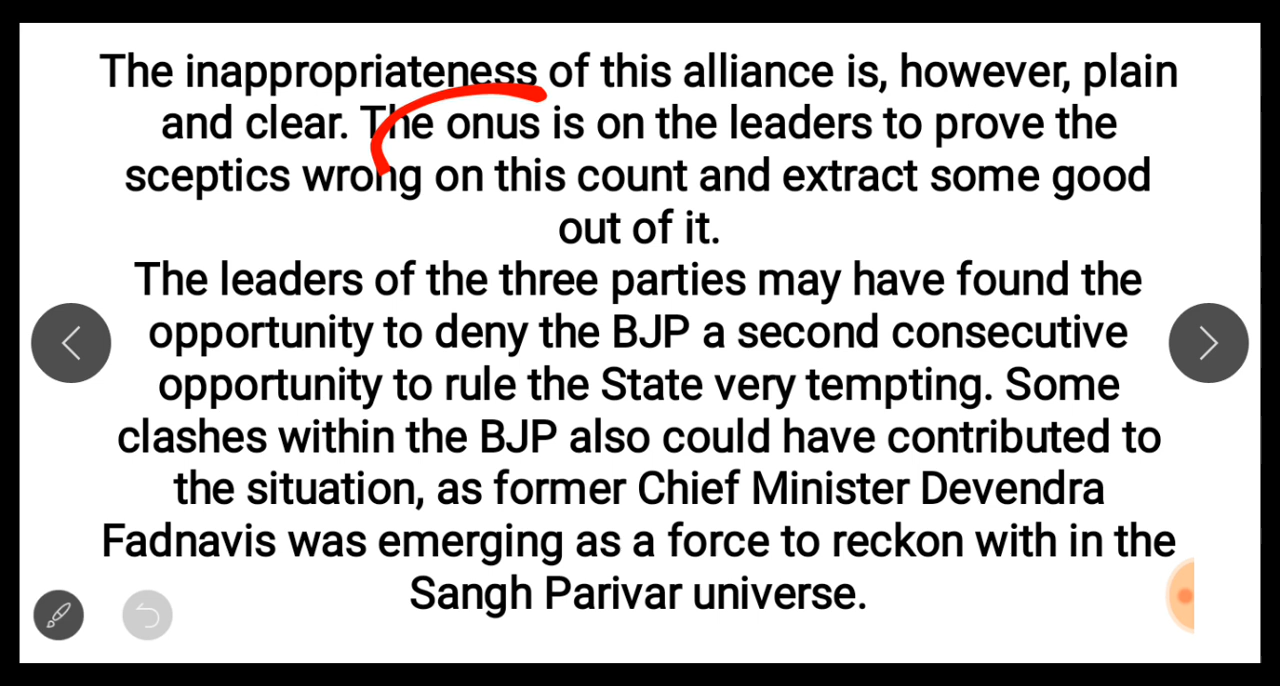 The inappropriateness of this alliance is, however, plain
and clear. The onus is on the leaders to prove the
sceptics wrong on this count and extract some good
out of it.
The leaders of the three parties may have found the
opportunity to deny the BJP a second consecutive
opportunity to rule the State very tempting. Some
clashes within the BJP also could have contributed to
the situation, as former Chief Minister Devendra
Fadnavis was emerging as a force to reckon with in the
Sangh Parivar universe.